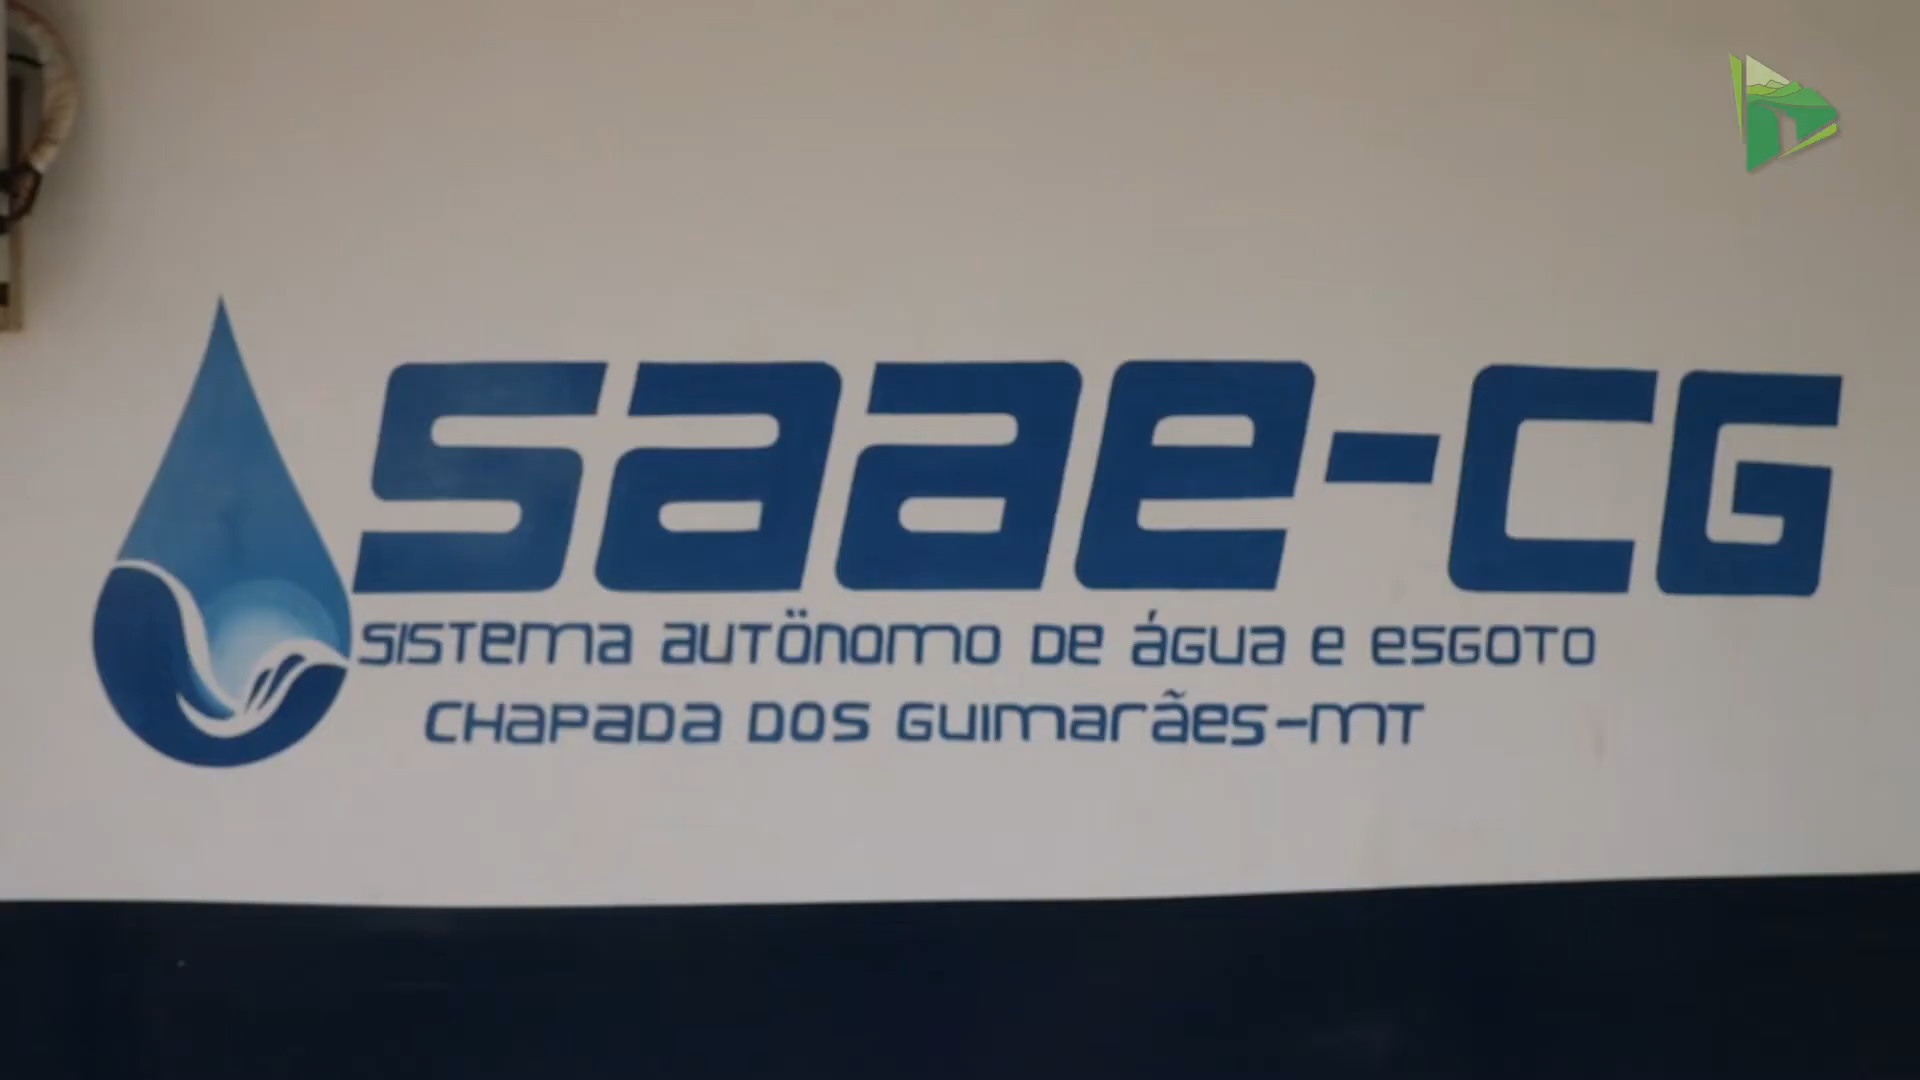 saae-CG
SISTema autönomo DE água e ESGOTO
CHaPaDa DOS GUIMarães-MT